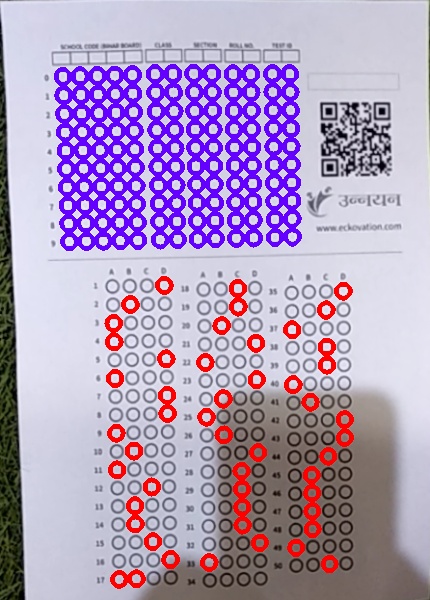 SCHOOL CODE (BIHAR BOARD) CLASS SECTION ROLL NO. TEST ID
0
1
2
3
4
5
6
7
8
9
उन्नयन
www.eckovation.com
A B C D A B C D A B C D
1 18 35
2 19 36
3 20 37
4 21 38
5 22 39
6 23 40
7 24 41
8 25 42
9 26 43
10 27 44
11 28 45
12 29 46
13 30 47
14 31 48
15 32 49
16 33 50
17 34